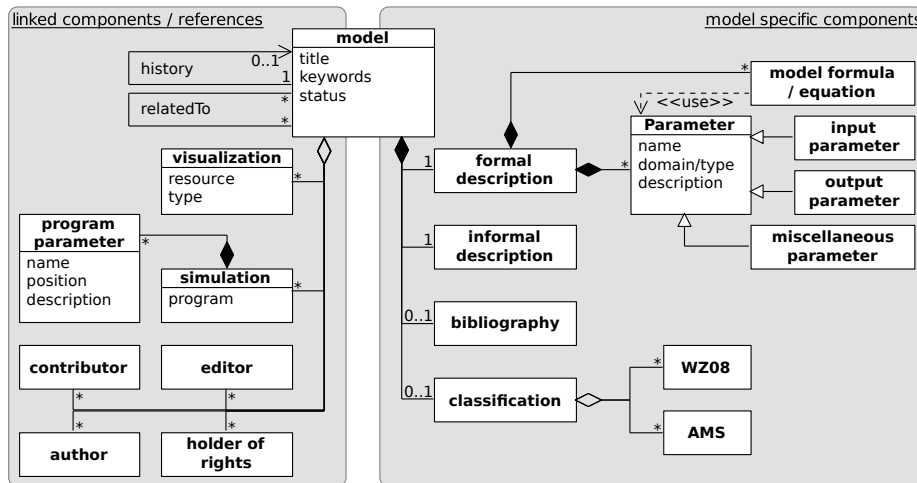 linked components / references
model specific components
model
title
keywords
status
0..1
history
1
relatedTo
*
*
visualization
resource
type
*
program
parameter
name
position
description
*
simulation
program
*
contributor
*
editor
*
author
*
holder of
rights
*
1
formal
description
*
model formula
/ equation
<<use>>
Parameter
name
domain/type
description
*
input
parameter
output
parameter
miscellaneous
parameter
1
informal
description
0..1
bibliography
0..1
classification
*
WZ08
*
AMS